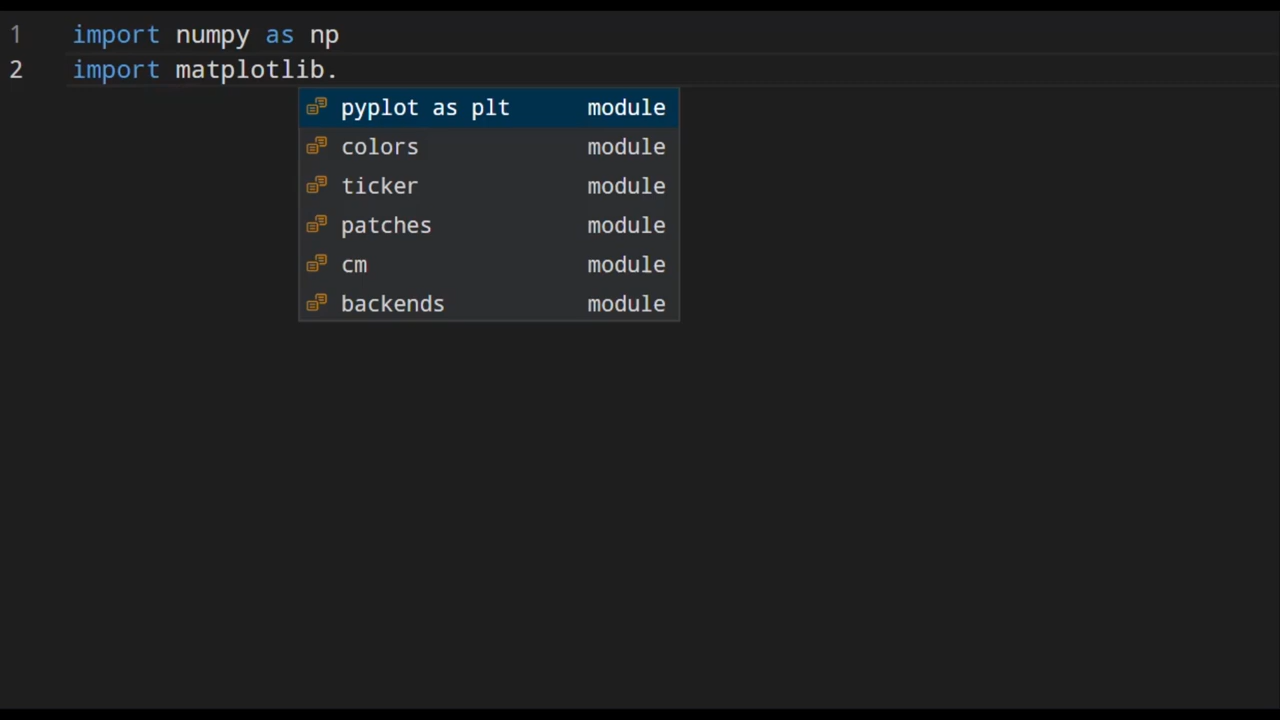 1 import numpy as np
2 import matplotlib.
pyplot as plt module
colors module
ticker module
patches module
cm module
backends module